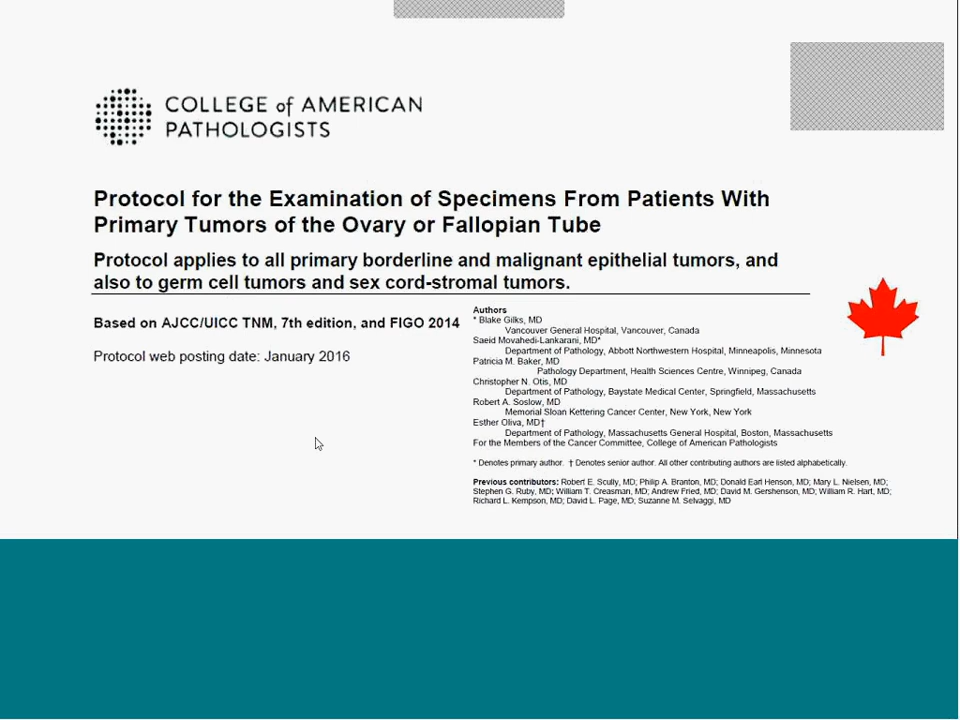 COLLEGE of AMERICAN
PATHOLOGISTS
Protocol for the Examination of Specimens From Patients With
Primary Tumors of the Ovary or Fallopian Tube
Protocol applies to all primary borderline and malignant epithelial tumors, and
also to germ cell tumors and sex cord-stromal tumors.
Based on AJCC/UICC TNM, 7th edition, and FIGO 2014
Protocol web posting date: January 2016
Authors
* Blake Gilks, MD
Vancouver General Hospital, Vancouver, Canada
Saeid Movahedi-Lankarani, MD*
Department of Pathology, Abbott Northwestern Hospital, Minneapolis, Minnesota
Patricia M. Baker, MD
Pathology Department, Health Sciences Centre, Winnipeg, Canada
Christopher N. Otis, MD
Department of Pathology, Baystate Medical Center, Springfield, Massachusetts
Robert A. Soslow, MD
Memorial Sloan Kettering Cancer Center, New York, New York
Esther Oliva, MD†
Department of Pathology, Massachusetts General Hospital, Boston, Massachusetts
For the Members of the Cancer Committee, College of American Pathologists
* Denotes primary author. † Denotes senior author. All other contributing authors are listed alphabetically.
Previous contributors: Robert E. Scully, MD; Philip A. Branton, MD; Donald Earl Henson, MD; Mary L. Nielsen, MD;
Stephen G. Ruby, MD; William T. Creasman, MD; Andrew Fried, MD; David M. Gershenson, MD; William R. Hart, MD;
Richard L. Kempson, MD; David L. Page, MD; Suzanne M. Selvaggi, MD